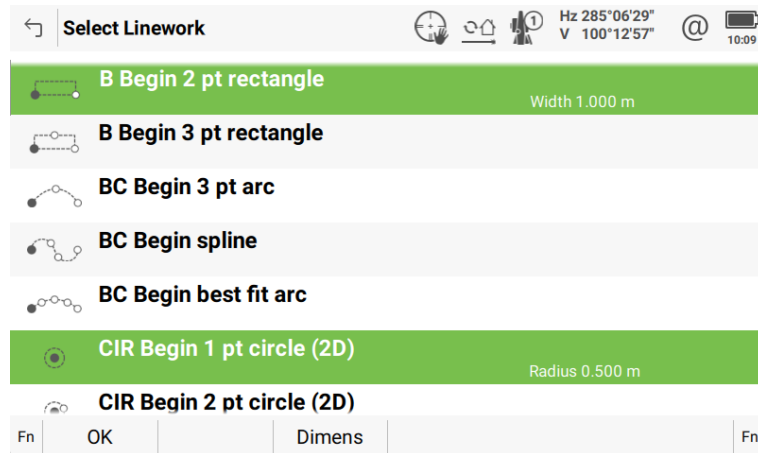 Select Linework
1
Hz 285°06'29"
V 100°12'57"
@
10:09
B Begin 2 pt rectangle
Width 1.000 m
B Begin 3 pt rectangle
BC Begin 3 pt arc
BC Begin spline
BC Begin best fit arc
CIR Begin 1 pt circle (2D)
Radius 0.500 m
CIR Begin 2 pt circle (2D)
Fn OK Dimens Fn